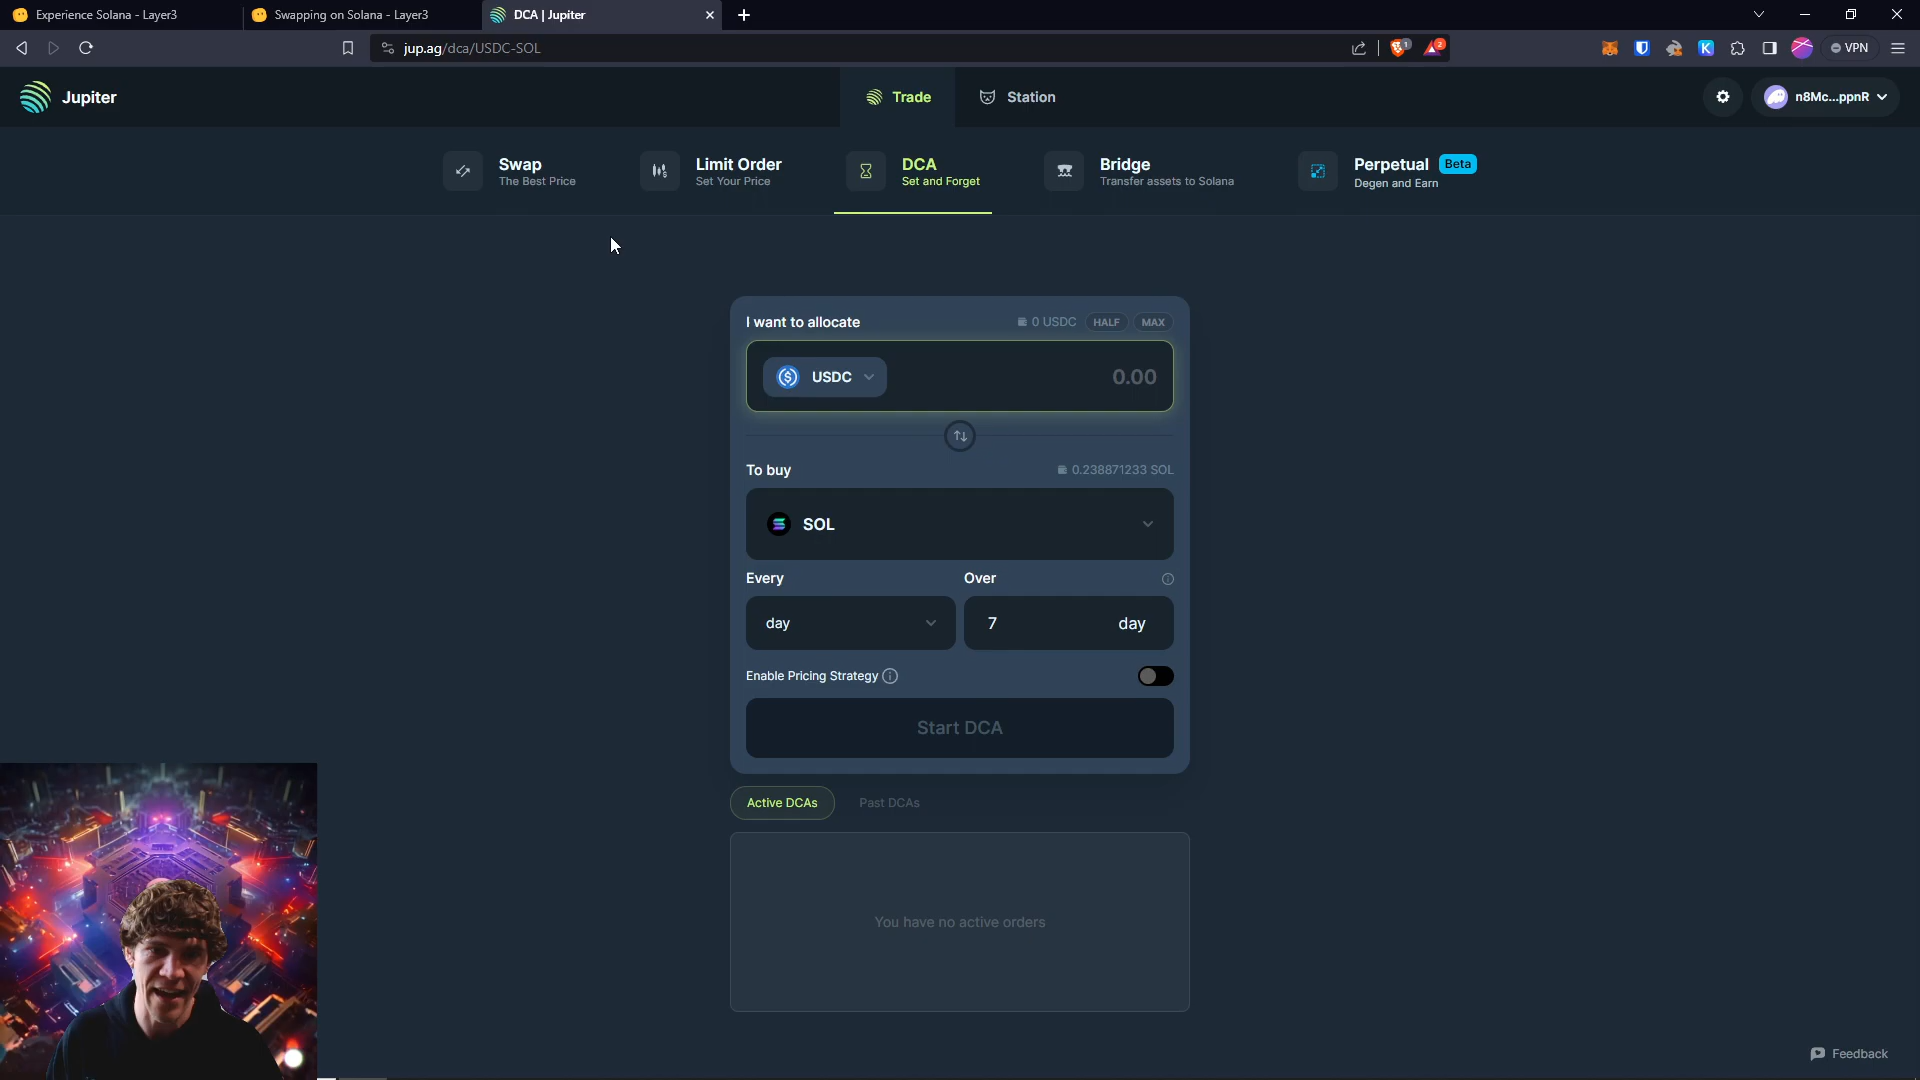 Experience Solana - Layer3
Swapping on Solana - Layer3
DCA | Jupiter
jup.ag/dca/USDC-SOL
1
2
VPN
Jupiter
Trade
Station
n8Mc...ppnR
Swap
The Best Price
Limit Order
Set Your Price
DCA
Set and Forget
Bridge
Transfer assets to Solana
Perpetual
Beta
Degen and Earn
I want to allocate
0 USDC
HALF
MAX
USDC
0.00
To buy
0.238871233 SOL
SOL
Every
Over
day
7
day
Enable Pricing Strategy
Start DCA
Active DCAs
Past DCAs
You have no active orders
Feedback